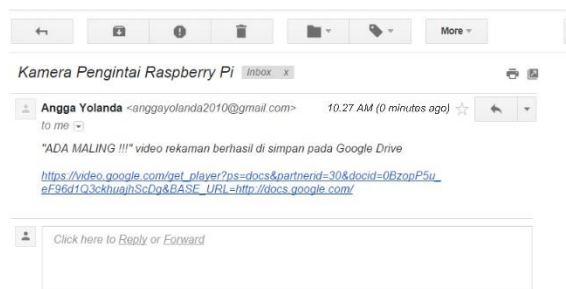 More
Kamera Pengintai Raspberry Pi Inbox x
Angga Yolanda <anggayolanda2010@gmail.com> 10.27 AM (0 minutes ago)
to me
"ADA MALING !!!" video rekaman berhasil di simpan pada Google Drive
https://video.google.com/get_player?ps=docs&partnerid=30&docid=0BzopP5u_
eF96d1Q3ckhuajhScDg&BASE_URL=http://docs.google.com/
Click here to Reply or Forward